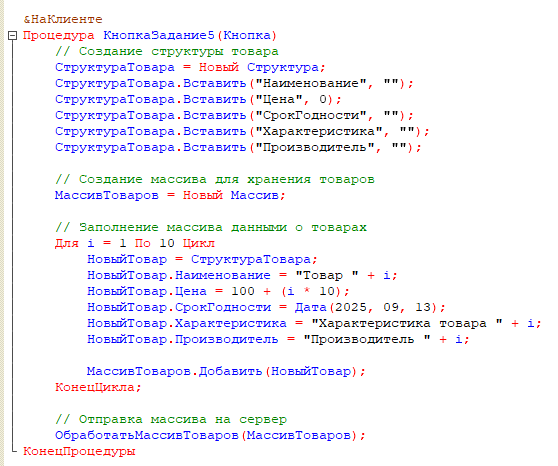 &НаКлиенте
Процедура КнопкаЗадание5(Кнопка)
// Создание структуры товара
СтруктураТовара = Новый Структура;
СтруктураТовара.Вставить("Наименование", "");
СтруктураТовара.Вставить("Цена", 0);
СтруктураТовара.Вставить("СрокГодности", "");
СтруктураТовара.Вставить("Характеристика", "");
СтруктураТовара.Вставить("Производитель", "");
// Создание массива для хранения товаров
МассивТоваров = Новый Массив;
// Заполнение массива данными о товарах
Для i = 1 По 10 Цикл
НовыйТовар = СтруктураТовара;
НовыйТовар.Наименование = "Товар " + i;
НовыйТовар.Цена = 100 + (i * 10);
НовыйТовар.СрокГодности = Дата(2025, 09, 13);
НовыйТовар.Характеристика = "Характеристика товара " + i;
НовыйТовар.Производитель = "Производитель " + i;
МассивТоваров.Добавить(НовыйТовар);
КонецЦикла;
// Отправка массива на сервер
ОбработатьМассивТоваров(МассивТоваров);
КонецПроцедуры